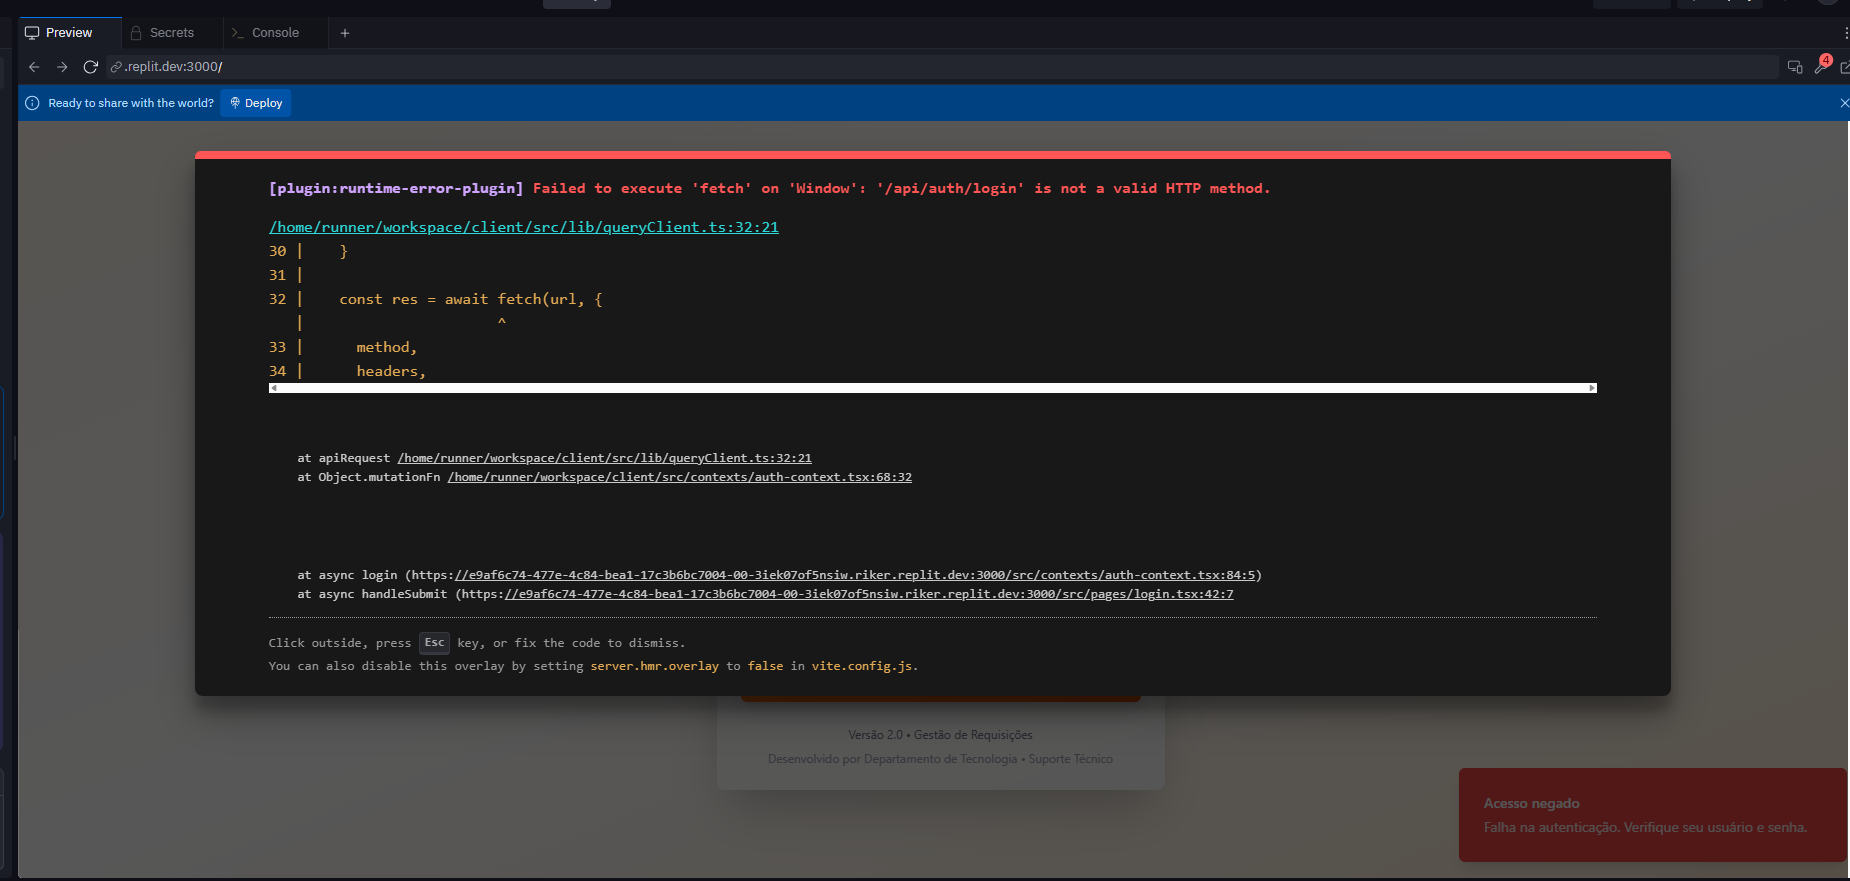 Preview
Secrets
Console
.replit.dev:3000/
4
Ready to share with the world?
Deploy
[plugin:runtime-error-plugin] Failed to execute 'fetch' on 'Window': '/api/auth/login' is not a valid HTTP method.
/home/runner/workspace/client/src/lib/queryClient.ts:32:21
30 |    }
31 |
32 |    const res = await fetch(url, {
   |                      ^
33 |      method,
34 |      headers,
at apiRequest /home/runner/workspace/client/src/lib/queryClient.ts:32:21
at Object.mutationFn /home/runner/workspace/client/src/contexts/auth-context.tsx:68:32
at async login (https://e9af6c74-477e-4c84-bea1-17c3b6bc7004-00-3iek07of5nsiw.riker.replit.dev:3000/src/contexts/auth-context.tsx:84:5)
at async handleSubmit (https://e9af6c74-477e-4c84-bea1-17c3b6bc7004-00-3iek07of5nsiw.riker.replit.dev:3000/src/pages/login.tsx:42:7
Click outside, press Esc key, or fix the code to dismiss.
You can also disable this overlay by setting server.hmr.overlay to false in vite.config.js.
Versão 2.0 • Gestão de Requisições
Desenvolvido por Departamento de Tecnologia • Suporte Técnico
Acesso negado
Falha na autenticação. Verifique seu usuário e senha.